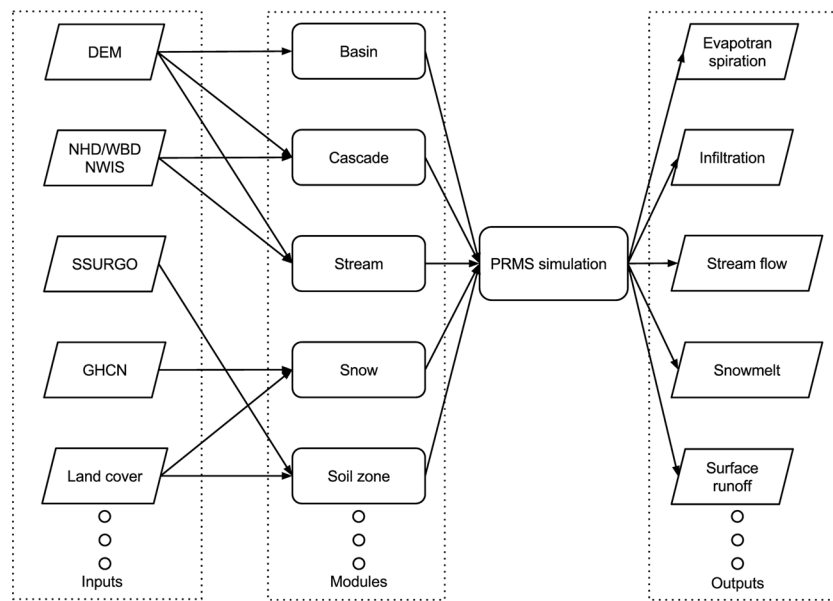 DEM
NHD/WBD
NWIS
SSURGO
GHCN
Land cover
Inputs
Basin
Cascade
Stream
Snow
Soil zone
Modules
PRMS simulation
Evapotran
spiration
Infiltration
Stream flow
Snowmelt
Surface
runoff
Outputs